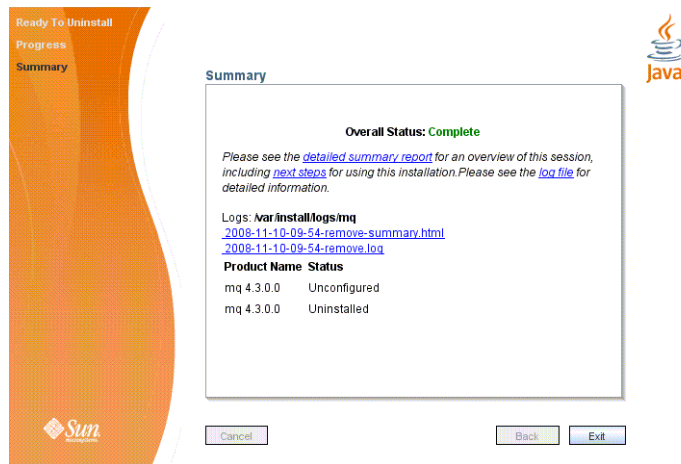 Ready To Uninstall
Progress
Summary
Java
Summary
Overall Status: Complete
Please see the detailed summary report for an overview of this session,
including next steps for using this installation.Please see the log file for
detailed information.
Logs: /var/install/logs/mq
2008-11-10-09-54-remove-summary.html
2008-11-10-09-54-remove.log
Product Name Status
mq 4.3.0.0 Unconfigured
mq 4.3.0.0 Uninstalled
Sun
microsystems
Cancel
Back
Exit